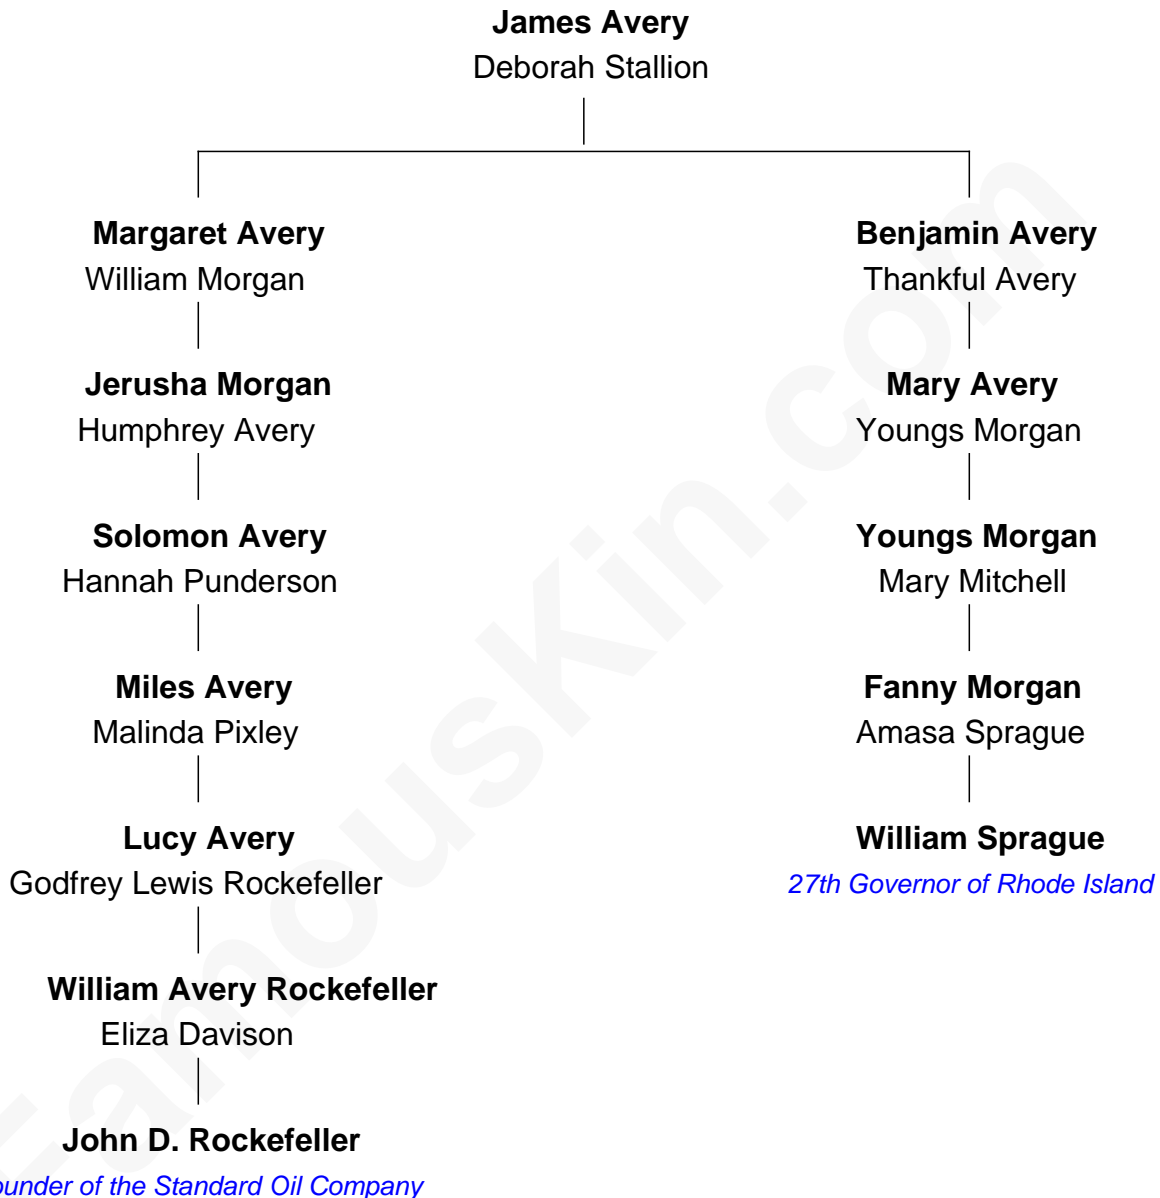 James Avery
Deborah Stallion
Margaret Avery
William Morgan
Jerusha Morgan
Humphrey Avery
Solomon Avery
Hannah Punderson
Miles Avery
Malinda Pixley
Lucy Avery
Godfrey Lewis Rockefeller
William Avery Rockefeller
Eliza Davison
John D. Rockefeller
ounder of the Standard Oil Company
Benjamin Avery
Thankful Avery
Mary Avery
Youngs Morgan
Youngs Morgan
Mary Mitchell
Fanny Morgan
Amasa Sprague
William Sprague
27th Governor of Rhode Island
FamousKin.com